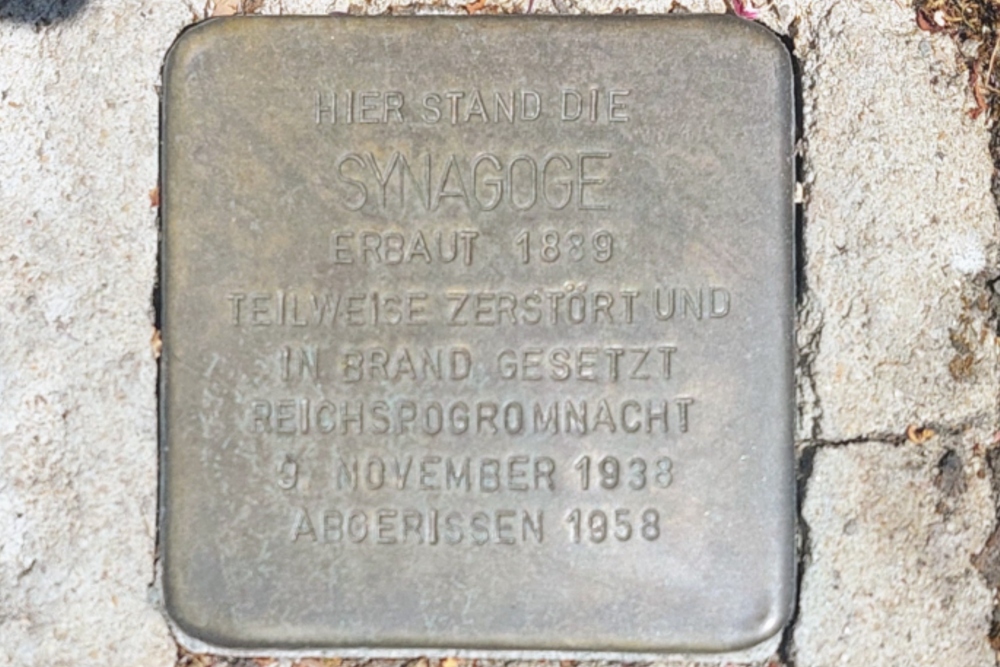 HIER STAND DIE
SYNAGOGE
ERBAUT 1889
TEILWEISE ZERSTÖRT UND
IN BRAND GESETZT
REICHSPOGROMNACHT
9. NOVEMBER 1938
ABGERISSEN 1958